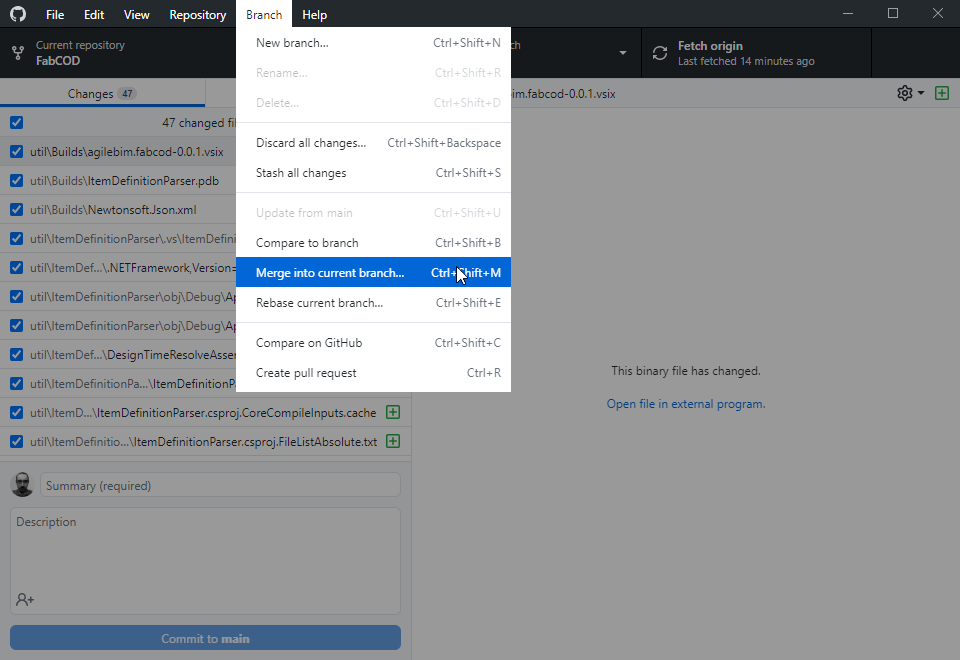 File Edit View Repository Branch Help
Current repository
FabCOD
Fetch origin
Last fetched 14 minutes ago
Changes 47
47 changed
util\Builds\agilebim.fabcod-0.0.1.vsix
util\Builds\ItemDefinitionParser.pdb
util\Builds\Newtonsoft.Json.xml
util\ItemDefinitionParser\.vs\ItemDefini
util\ItemDef...\.NETFramework,Version=
util\ItemDefinitionParser\obj\Debug\Ap
util\ItemDefinitionParser\obj\Debug\Ap
util\ItemDef...\DesignTimeResolveAsser
util\ItemDefinitionPa...\ItemDefinitionP
util\ItemD...\ItemDefinitionParser.csproj.CoreCompileInputs.cache
util\ItemDefinitio...\ItemDefinitionParser.csproj.FileListAbsolute.txt
Summary (required)
Description
Commit to main
New branch... Ctrl+Shift+N
Rename... Ctrl+Shift+R
Delete... Ctrl+Shift+D
Discard all changes... Ctrl+Shift+Backspace
Stash all changes Ctrl+Shift+S
Update from main Ctrl+Shift+U
Compare to branch Ctrl+Shift+B
Merge into current branch... Ctrl+Shift+M
Rebase current branch... Ctrl+Shift+E
Compare on GitHub Ctrl+Shift+C
Create pull request Ctrl+R
im.fabcod-0.0.1.vsix
This binary file has changed.
Open file in external program.